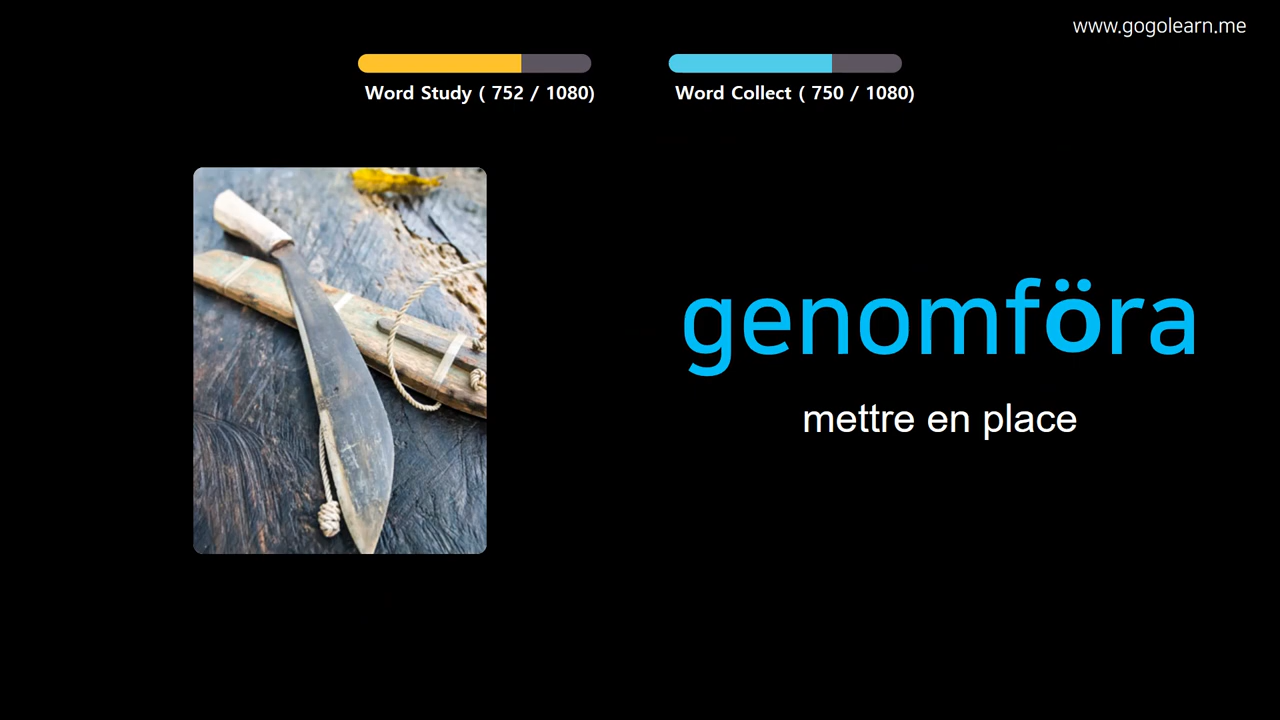 www.gogolearn.me
Word Study ( 752 / 1080)
Word Collect ( 750 / 1080)
genomföra
mettre en place